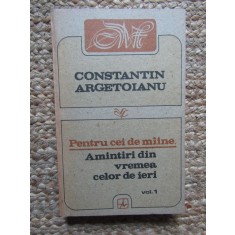 CONSTANTIN
ARGETOIANU
Pentru cei de mîine.
Amintiri din
vremea
celor de ieri
vol. 1